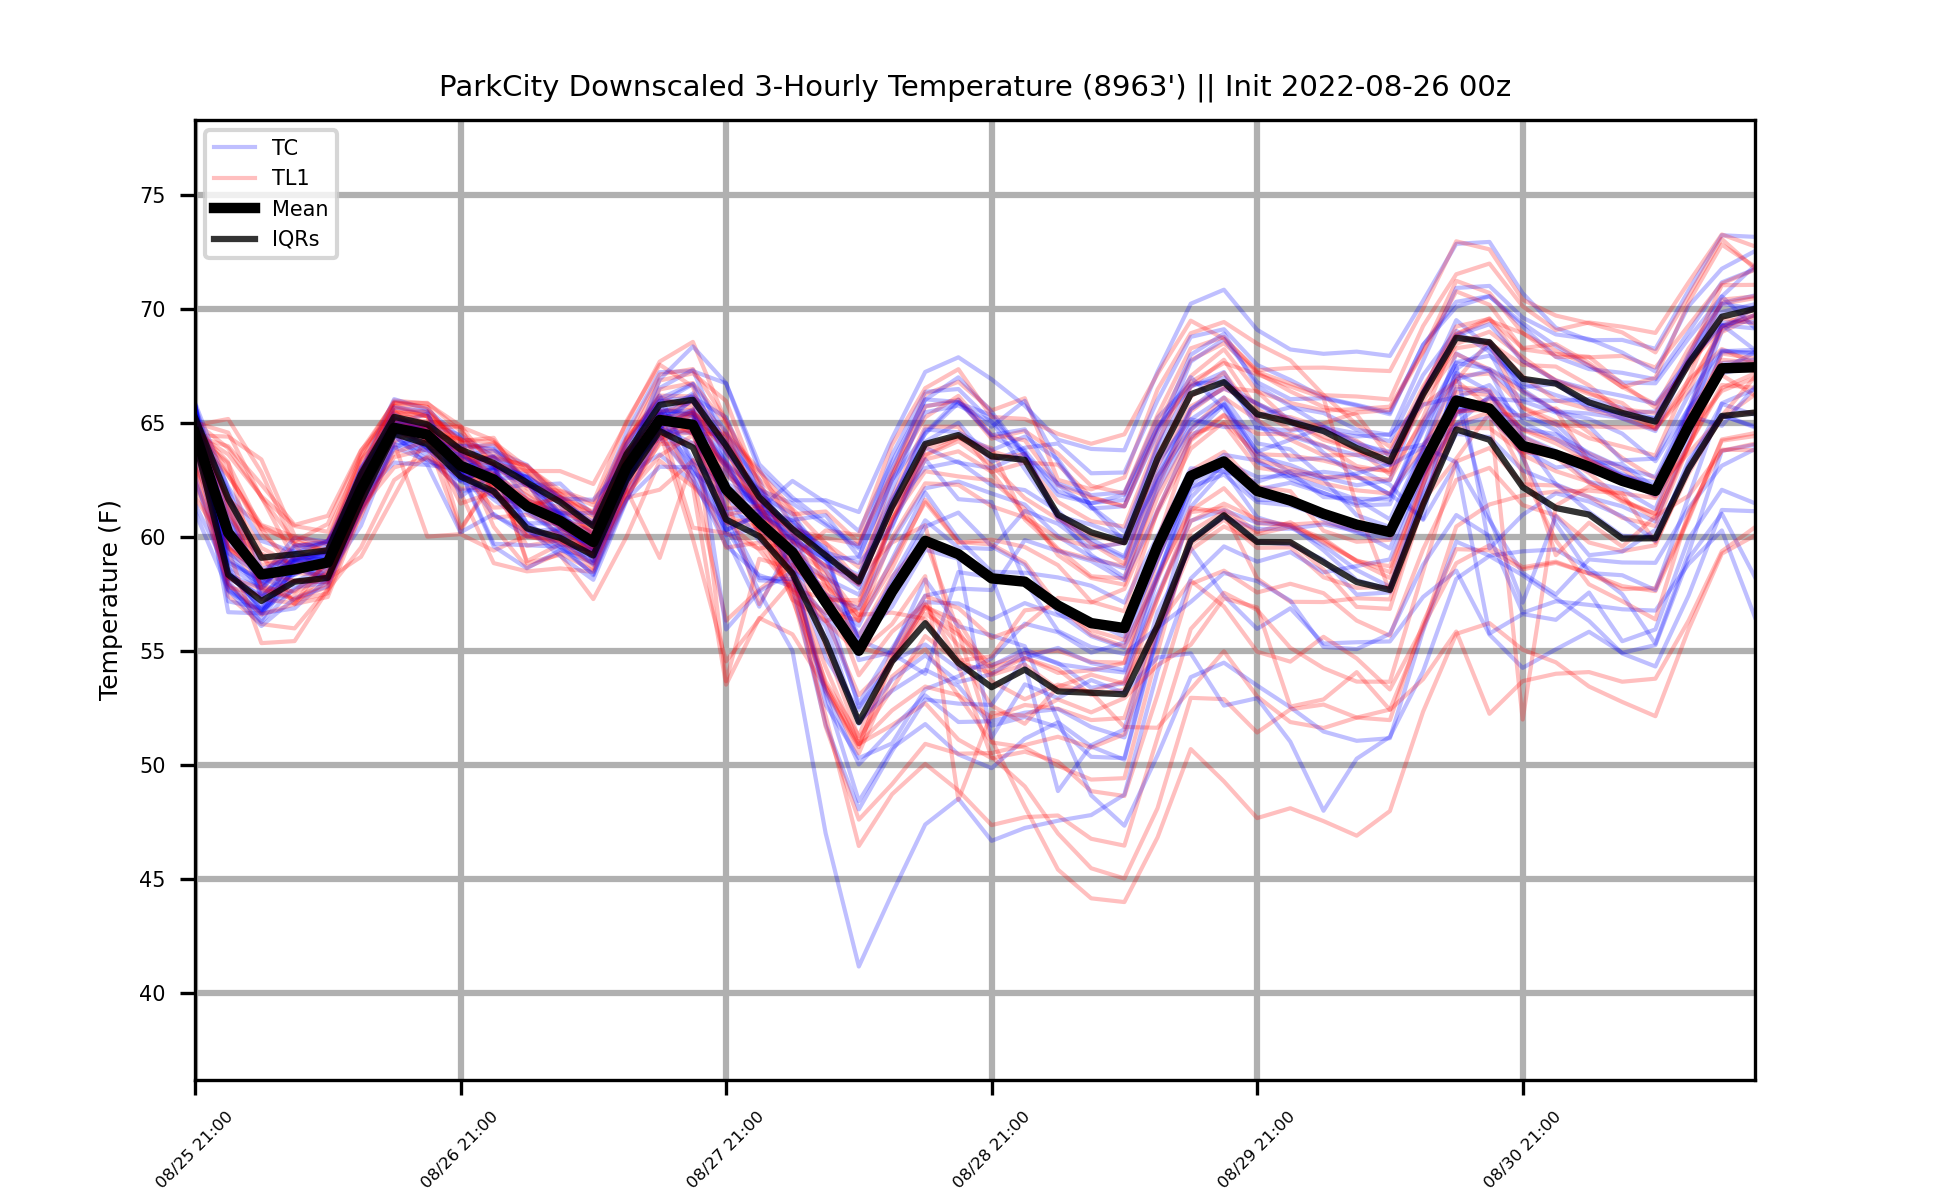 ParkCity Downscaled 3-Hourly Temperature (8963') || Init 2022-08-26 00z
TC
TL1
Mean
IQRs
Temperature (F)
75
70
65
60
55
50
45
40
08/25 21:00
08/26 21:00
08/27 21:00
08/28 21:00
08/29 21:00
08/30 21:00